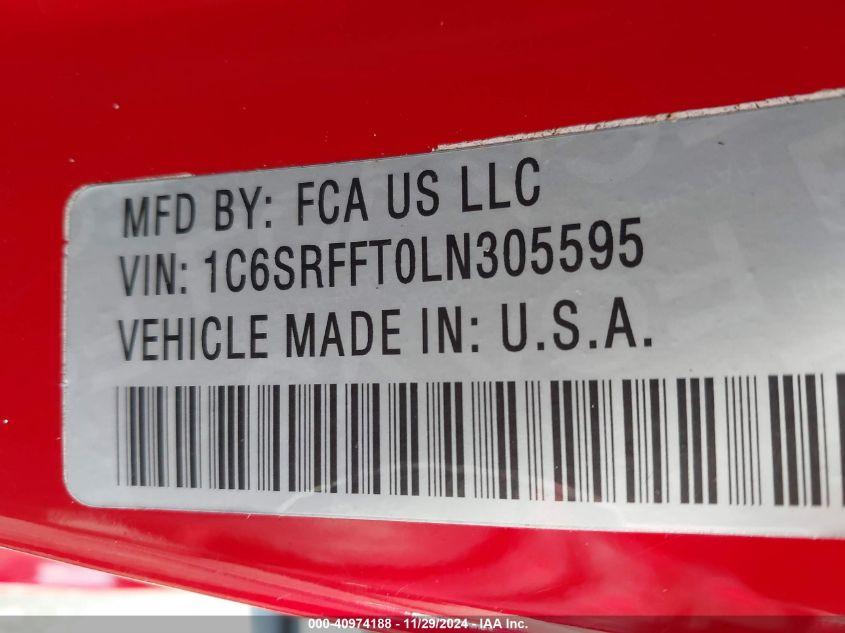 MFD BY: FCA US LLC
VIN: 1C6SRFFT0LN305595
VEHICLE MADE IN: U.S.A.
000-40974188 - 11/29/2024 - IAA, Inc.